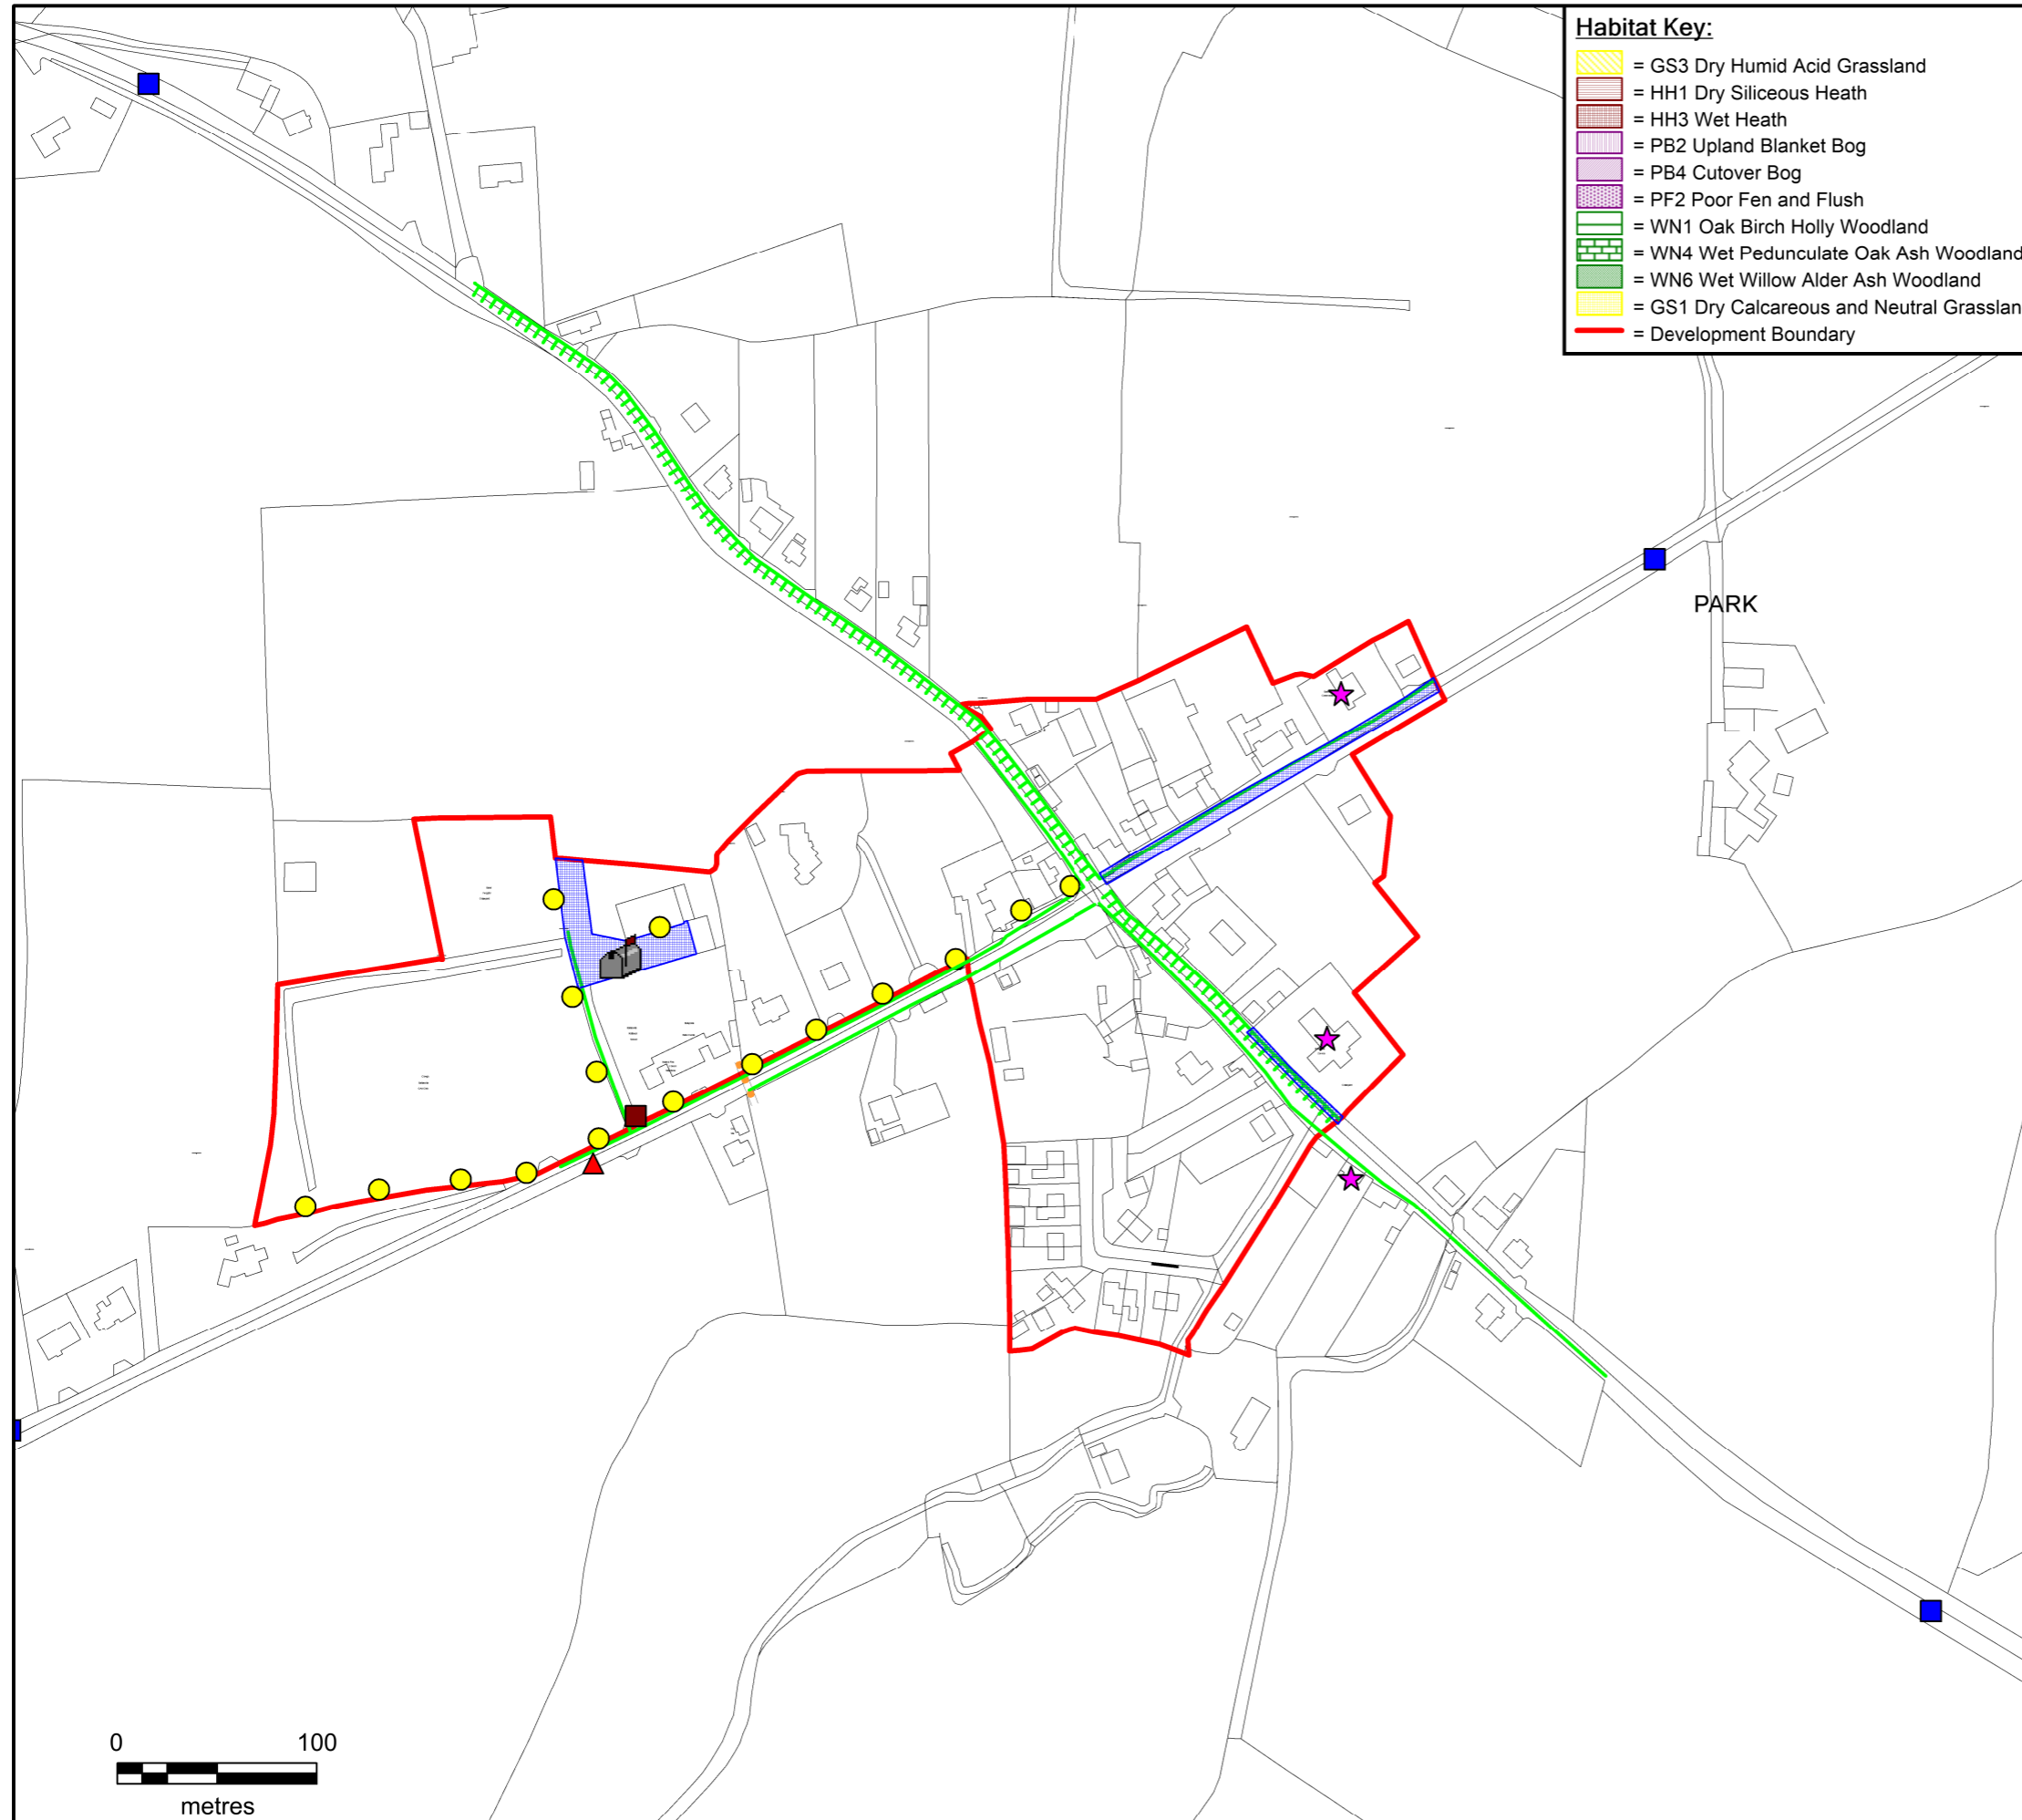 Habitat Key:
= GS3 Dry Humid Acid Grassland
= HH1 Dry Siliceous Heath
= HH3 Wet Heath
= PB2 Upland Blanket Bog
= PB4 Cutover Bog
= PF2 Poor Fen and Flush
= WN1 Oak Birch Holly Woodland
= WN4 Wet Pedunculate Oak Ash Woodland
= WN6 Wet Willow Alder Ash Woodland
= GS1 Dry Calcareous and Neutral Grasslan
= Development Boundary
PARK
0 100
metres